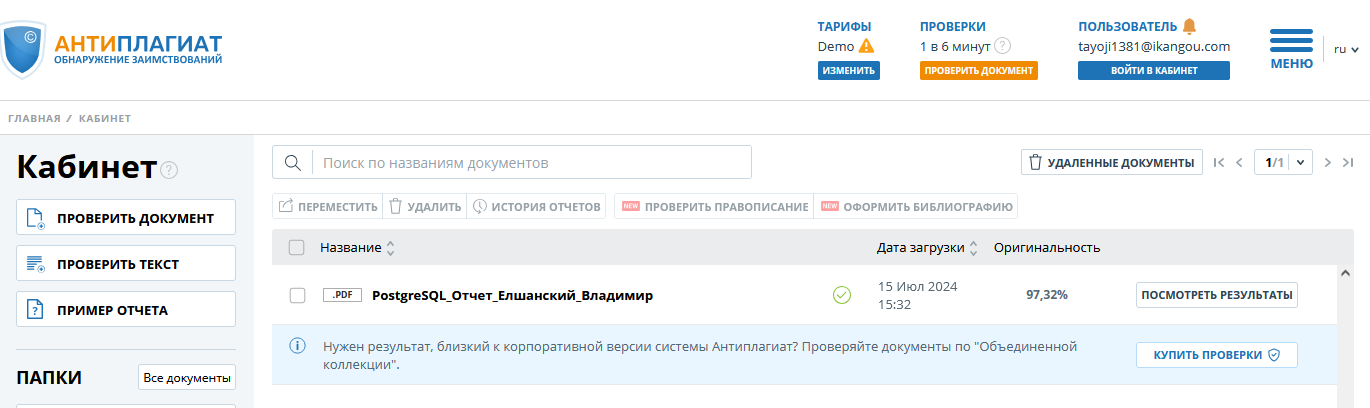 ©
АНТИПЛАГИАТ
ОБНАРУЖЕНИЕ ЗАИМСТВОВАНИЙ
ТАРИФЫ
Demo
ИЗМЕНИТЬ
ПРОВЕРКИ
1 в 6 минут ?
ПРОВЕРИТЬ ДОКУМЕНТ
ПОЛЬЗОВАТЕЛЬ
tayoji1381@ikangou.com
ВОЙТИ В КАБИНЕТ
МЕНЮ
ru
ГЛАВНАЯ / КАБИНЕТ
Кабинет ?
ПРОВЕРИТЬ ДОКУМЕНТ
ПРОВЕРИТЬ ТЕКСТ
ПРИМЕР ОТЧЕТА
ПАПКИ
Все документы
Поиск по названиям документов
УДАЛЕННЫЕ ДОКУМЕНТЫ
1/1
ПЕРЕМЕСТИТЬ
УДАЛИТЬ
ИСТОРИЯ ОТЧЕТОВ
NEW ПРОВЕРИТЬ ПРАВОПИСАНИЕ
NEW ОФОРМИТЬ БИБЛИОГРАФИЮ
Название
Дата загрузки
Оригинальность
.PDF
PostgreSQL_Отчет_Елшанский_Владимир
15 Июл 2024
15:32
97,32%
ПОСМОТРЕТЬ РЕЗУЛЬТАТЫ
Нужен результат, близкий к корпоративной версии системы Антиплагиат? Проверяйте документы по "Объединенной
коллекции".
КУПИТЬ ПРОВЕРКИ